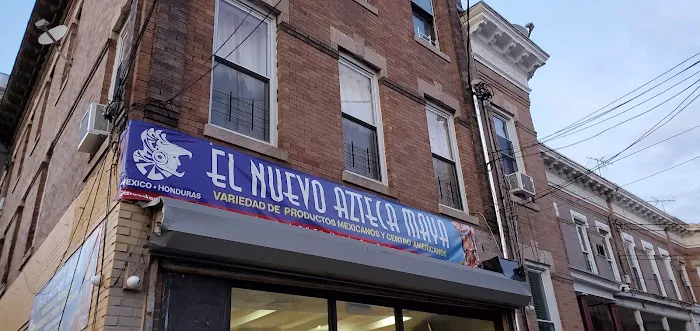 EL NUEVO AZTECA MAYA
MEXICO • HONDURAS
VARIEDAD DE PRODUCTOS MEXICANOS Y CENTRO AMERICANOS